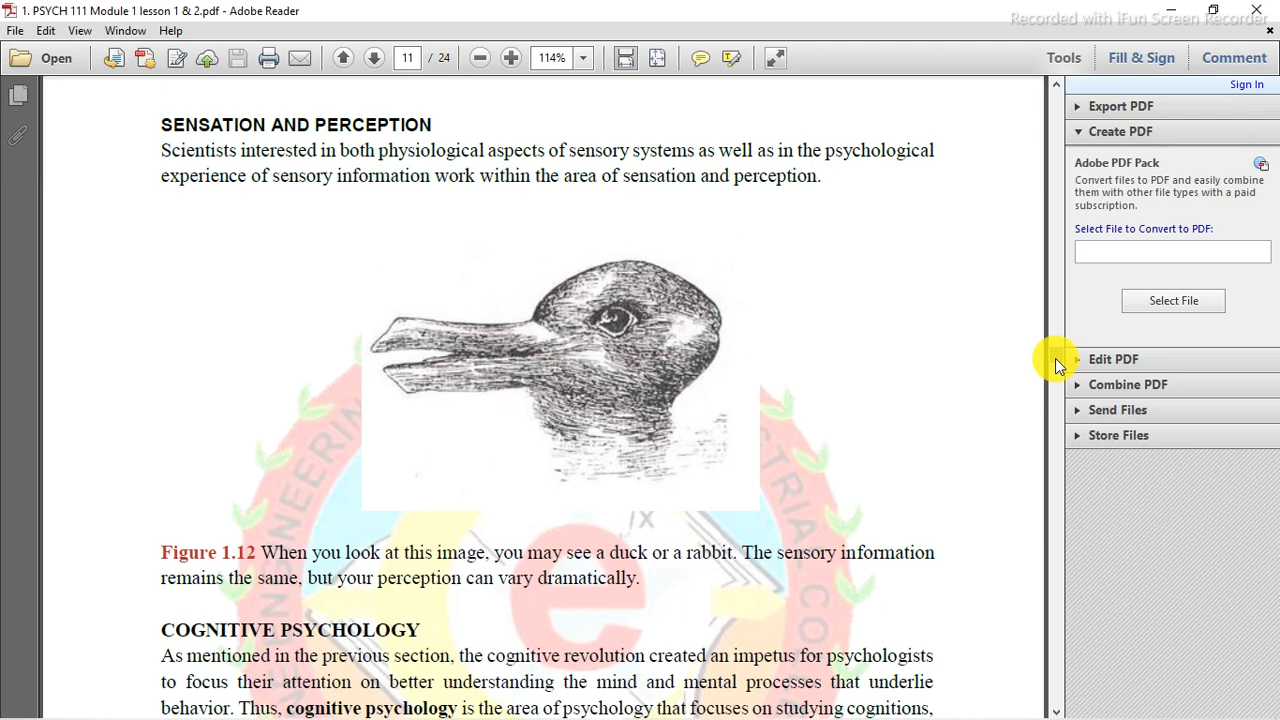 1. PSYCH 111 Module 1 lesson 1 & 2.pdf - Adobe Reader
Recorded with iFun Screen Recorder
File Edit View Window Help
Open 11 / 24 114% Tools Fill & Sign Comment
Sign In
Export PDF
Create PDF
Adobe PDF Pack
Convert files to PDF and easily combine
them with other file types with a paid
subscription.
Select File to Convert to PDF:
Select File
Edit PDF
Combine PDF
Send Files
Store Files
SENSATION AND PERCEPTION
Scientists interested in both physiological aspects of sensory systems as well as in the psychological
experience of sensory information work within the area of sensation and perception.
Figure 1.12 When you look at this image, you may see a duck or a rabbit. The sensory information
remains the same, but your perception can vary dramatically.
COGNITIVE PSYCHOLOGY
As mentioned in the previous section, the cognitive revolution created an impetus for psychologists
to focus their attention on better understanding the mind and mental processes that underlie
behavior. Thus, cognitive psychology is the area of psychology that focuses on studying cognitions,